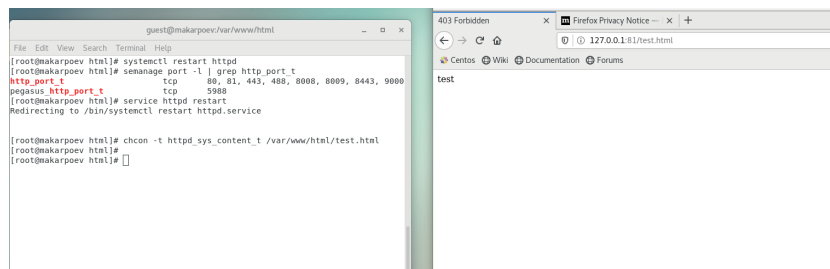 guest@makarpoev:/var/www/html
File Edit View Search Terminal Help
[root@makarpoev html]# systemctl restart httpd
[root@makarpoev html]# semanage port -l | grep http_port_t
http_port_t tcp 80, 81, 443, 488, 8008, 8009, 8443, 9000
pegasus_http_port_t tcp 5988
[root@makarpoev html]# service httpd restart
Redirecting to /bin/systemctl restart httpd.service
[root@makarpoev html]# chcon -t httpd_sys_content_t /var/www/html/test.html
[root@makarpoev html]#
[root@makarpoev html]#
403 Forbidden
Firefox Privacy Notice —
127.0.0.1:81/test.html
Centos Wiki Documentation Forums
test